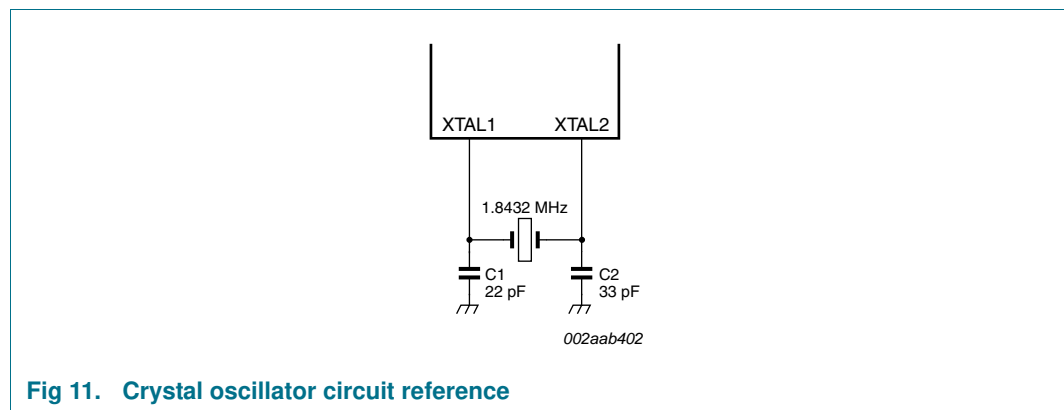 XTAL1 XTAL2
1.8432 MHz
C1
22 pF
C2
33 pF
002aab402
Fig 11. Crystal oscillator circuit reference